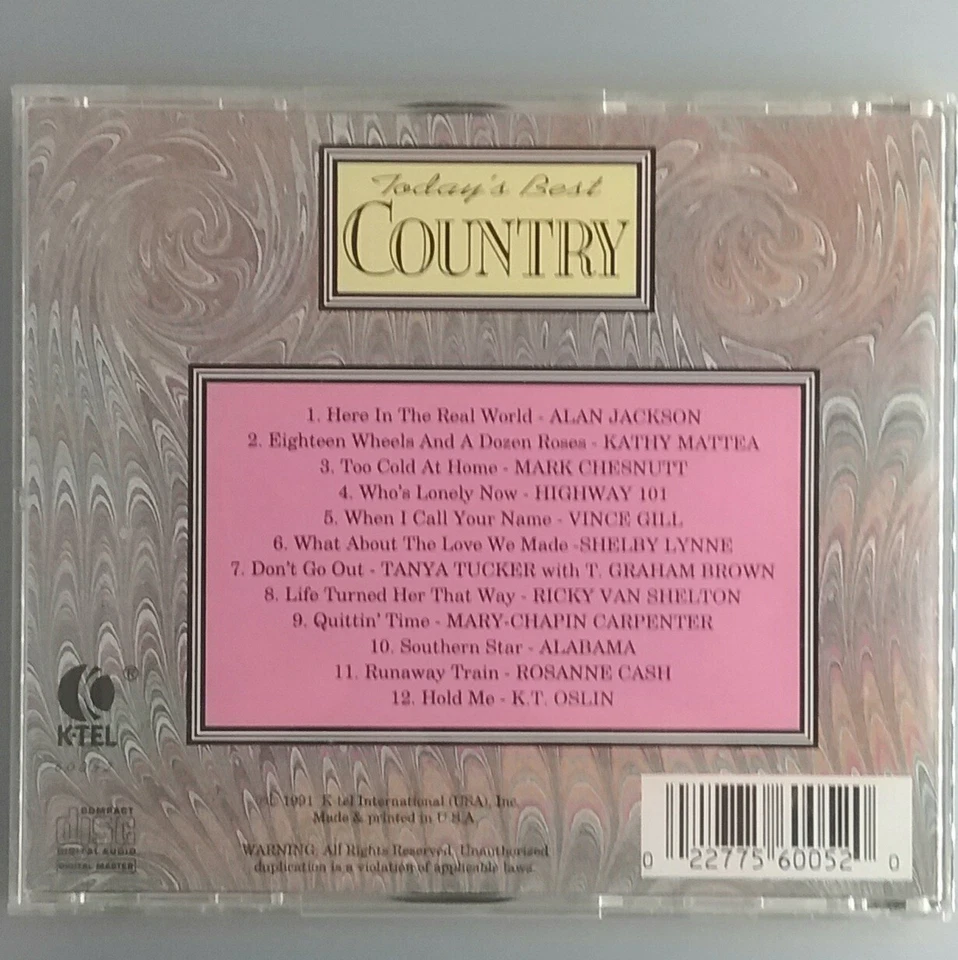 Today's Best
COUNTRY
1. Here In The Real World - ALAN JACKSON
2. Eighteen Wheels And A Dozen Roses - KATHY MATTEA
3. Too Cold At Home - MARK CHESNUTT
4. Who's Lonely Now - HIGHWAY 101
5. When I Call Your Name - VINCE GILL
6. What About The Love We Made -SHELBY LYNNE
7. Don't Go Out - TANYA TUCKER with T. GRAHAM BROWN
8. Life Turned Her That Way - RICKY VAN SHELTON
9. Quittin' Time - MARY-CHAPIN CARPENTER
10. Southern Star - ALABAMA
11. Runaway Train - ROSANNE CASH
12. Hold Me - K.T. OSLIN
®
K-TEL
1991 K-tel International (USA), Inc.
Made & printed in U.S.A.
WARNING: All Rights Reserved, Unauthorised
duplication is a violation of applicable laws.
COMPACT
disc
DIGITAL AUDIO
DIGITAL MASTER
0 22775 60052 0